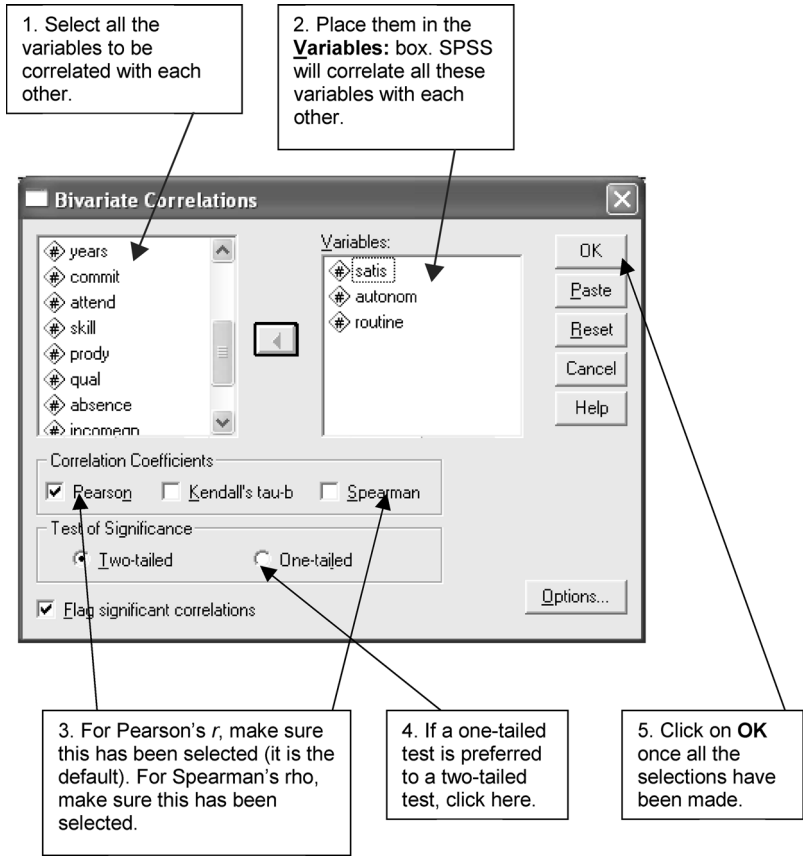 1. Select all the
variables to be
correlated with each
other.
2. Place them in the
Variables: box. SPSS
will correlate all these
variables with each
other.
Bivariate Correlations
years
commit
attend
skill
prody
qual
absence
incomegp
Variables:
satis
autonom
routine
OK
Paste
Reset
Cancel
Help
Correlation Coefficients
Pearson Kendall's tau-b Spearman
Test of Significance
Two-tailed One-tailed
Flag significant correlations
Options...
3. For Pearson's r, make sure
this has been selected (it is the
default). For Spearman's rho,
make sure this has been
selected.
4. If a one-tailed
test is preferred
to a two-tailed
test, click here.
5. Click on OK
once all the
selections have
been made.